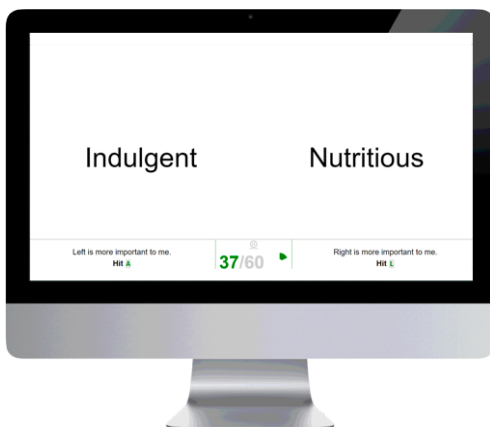 Indulgent
Nutritious
Left is more important to me.
Hit A
37/60
Right is more important to me.
Hit L